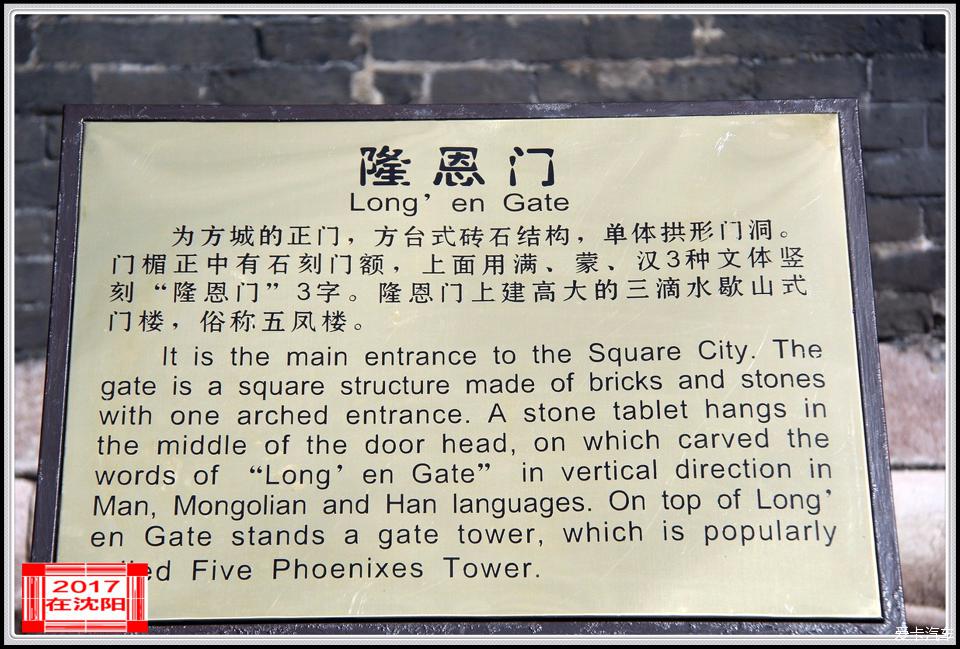 隆恩门
Long’ en Gate
为方城的正门，方台式砖石结构，单体拱形门洞。
门楣正中有石刻门额，上面用满、蒙、汉3种文体竖
刻“隆恩门”3字。隆恩门上建高大的三滴水歇山式
门楼，俗称五凤楼。
It is the main entrance to the Square City. The
gate is a square structure made of bricks and stones
with one arched entrance. A stone tablet hangs in
the middle of the door head, on which carved the
words of “Long’ en Gate” in vertical direction in
Man, Mongolian and Han languages. On top of Long’
en Gate stands a gate tower, which is popularly
Five Phoenixes Tower.
2017
在沈阳
爱卡汽车